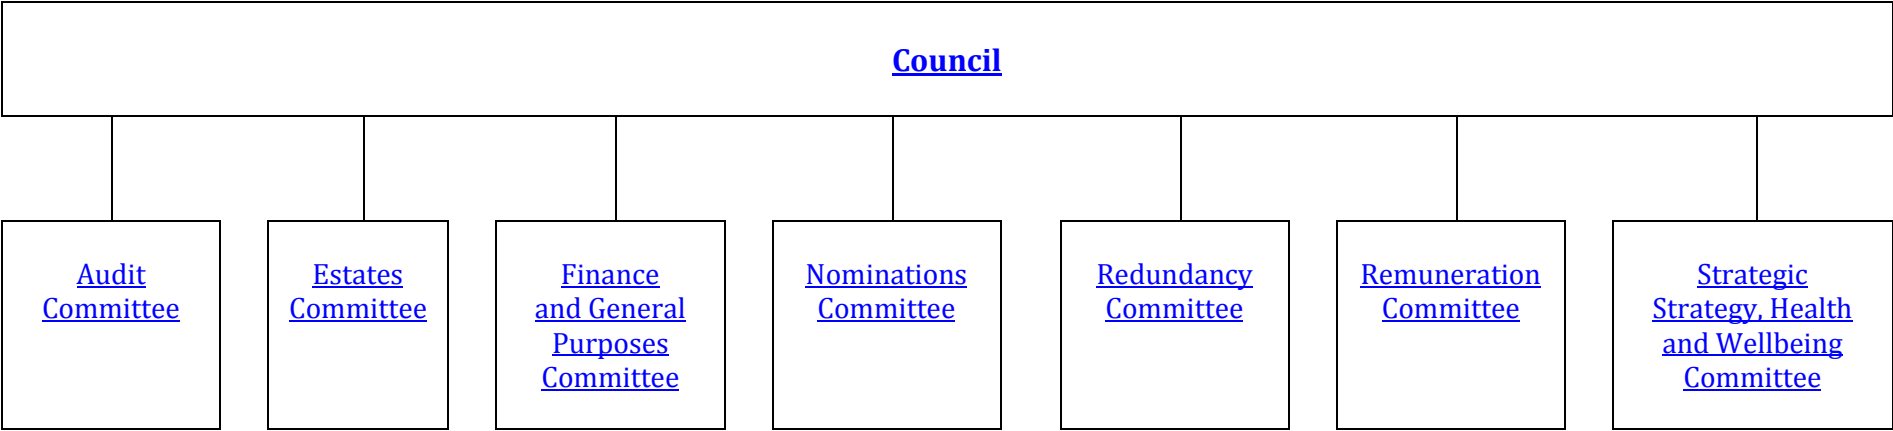 Council
Audit
Committee
Estates
Committee
Finance
and General
Purposes
Committee
Nominations
Committee
Redundancy
Committee
Remuneration
Committee
Strategic
Strategy, Health
and Wellbeing
Committee